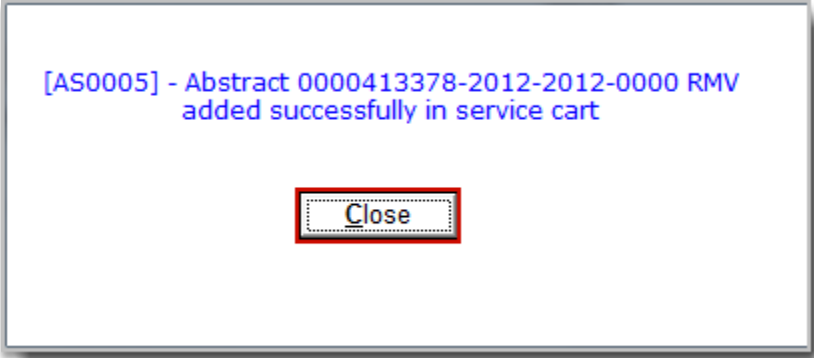 [AS0005] - Abstract 0000413378-2012-2012-0000 RMV
added successfully in service cart
Close